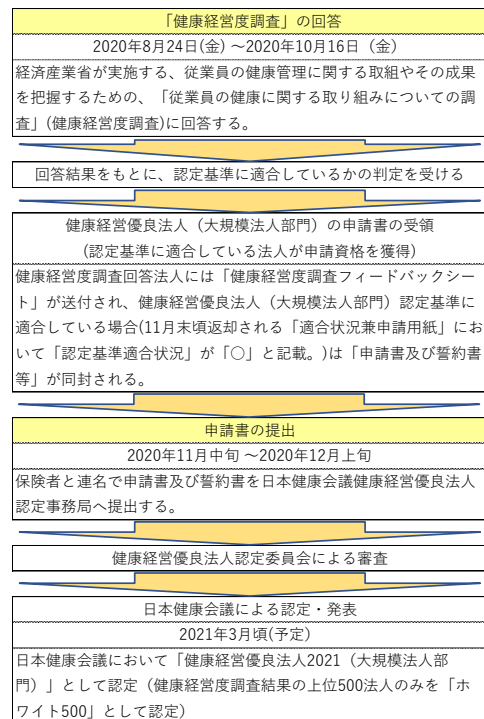 「健康経営度調査」の回答
2020年8月24日(金) ～2020年10月16日（金）
経済産業省が実施する、従業員の健康管理に関する取組やその成果
を把握するための、「従業員の健康に関する取り組みについての調
査」(健康経営度調査)に回答する。
回答結果をもとに、認定基準に適合しているかの判定を受ける
健康経営優良法人（大規模法人部門）の申請書の受領
(認定基準に適合している法人が申請資格を獲得)
健康経営度調査回答法人には「健康経営度調査フィードバックシー
ト」が送付され、健康経営優良法人（大規模法人部門）認定基準に
適合している場合(11月末頃返却される「適合状況兼申請用紙」にお
いて「認定基準適合状況」が「○」と記載。)は「申請書及び誓約書
等」が同封される。
申請書の提出
2020年11月中旬 ～2020年12月上旬
保険者と連名で申請書及び誓約書を日本健康会議健康経営優良法人
認定事務局へ提出する。
健康経営優良法人認定委員会による審査
日本健康会議による認定・発表
2021年3月頃(予定)
日本健康会議において「健康経営優良法人2021（大規模法人部
門）」として認定（健康経営度調査結果の上位500法人のみを「ホ
ワイト500」として認定）